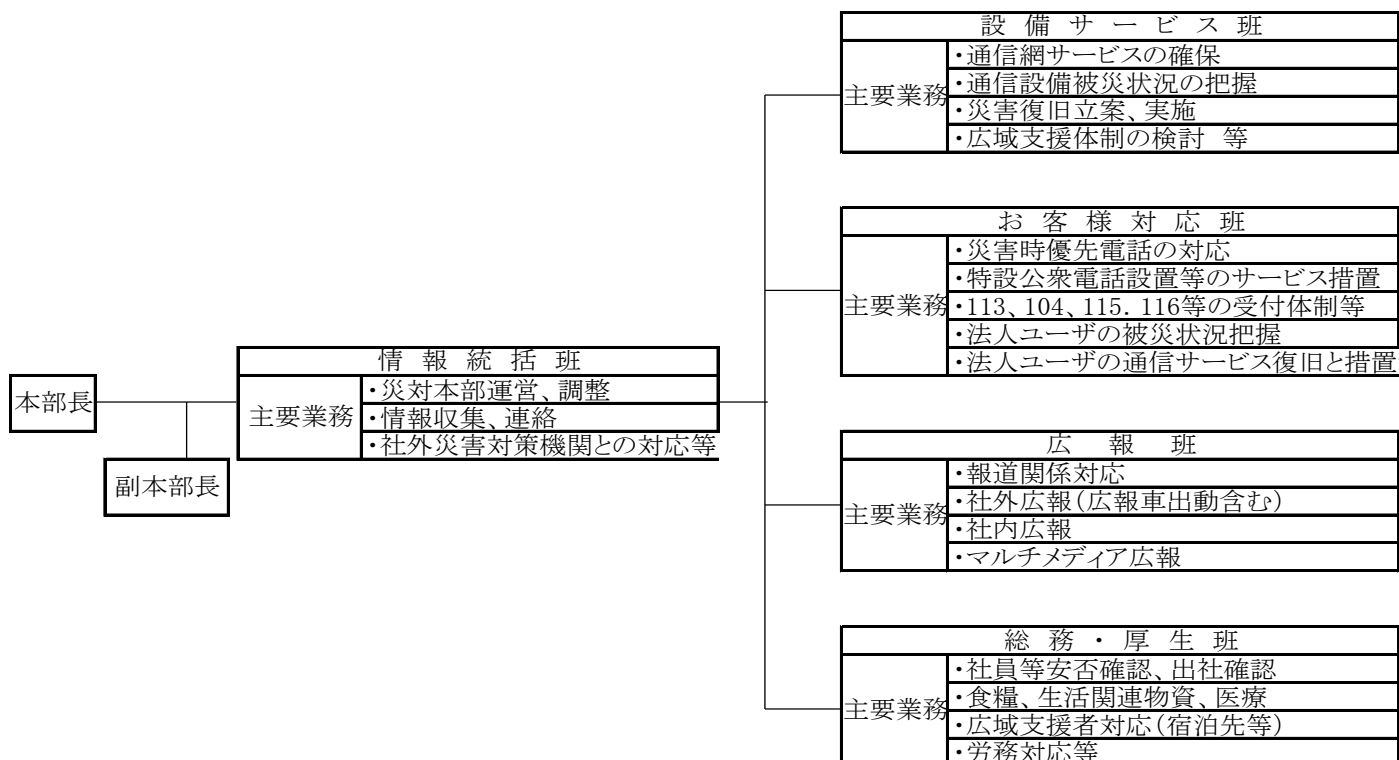 本部長
副本部長
情報統括班
主要業務
・災対本部運営、調整
・情報収集、連絡
・社外災害対策機関との対応等
設備サービス班
主要業務
・通信網サービスの確保
・通信設備被災状況の把握
・災害復旧立案、実施
・広域支援体制の検討 等
お客様対応班
主要業務
・災害時優先電話の対応
・特設公衆電話設置等のサービス措置
・113、104、115．116等の受付体制等
・法人ユーザの被災状況把握
・法人ユーザの通信サービス復旧と措置
広報班
主要業務
・報道関係対応
・社外広報（広報車出動含む）
・社内広報
・マルチメディア広報
総務・厚生班
主要業務
・社員等安否確認、出社確認
・食糧、生活関連物資、医療
・広域支援者対応（宿泊先等）
・労務対応等